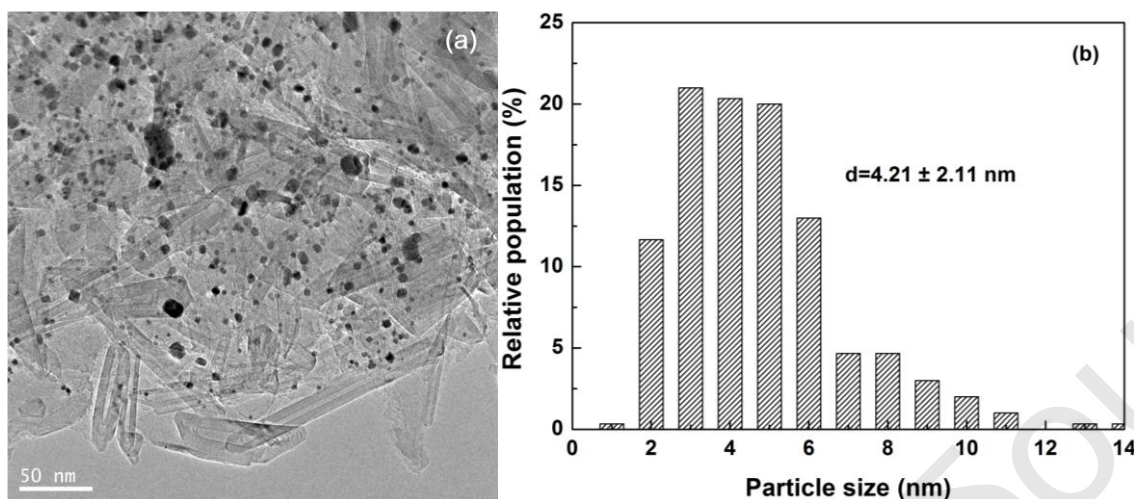 (a)
50 nm
(b)
Relative population (%)
25
20
15
10
5
0
d=4.21 ± 2.11 nm
0 2 4 6 8 10 12 14
Particle size (nm)